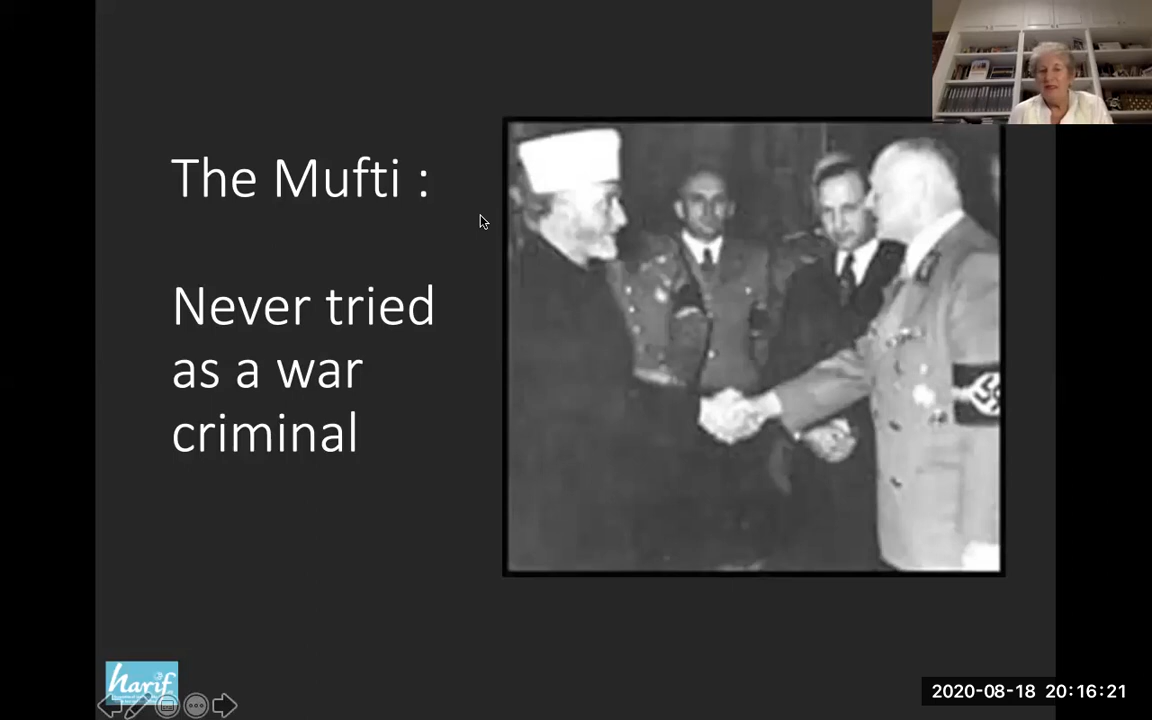 The Mufti :
Never tried
as a war
criminal
harif
2020-08-18 20:16:21